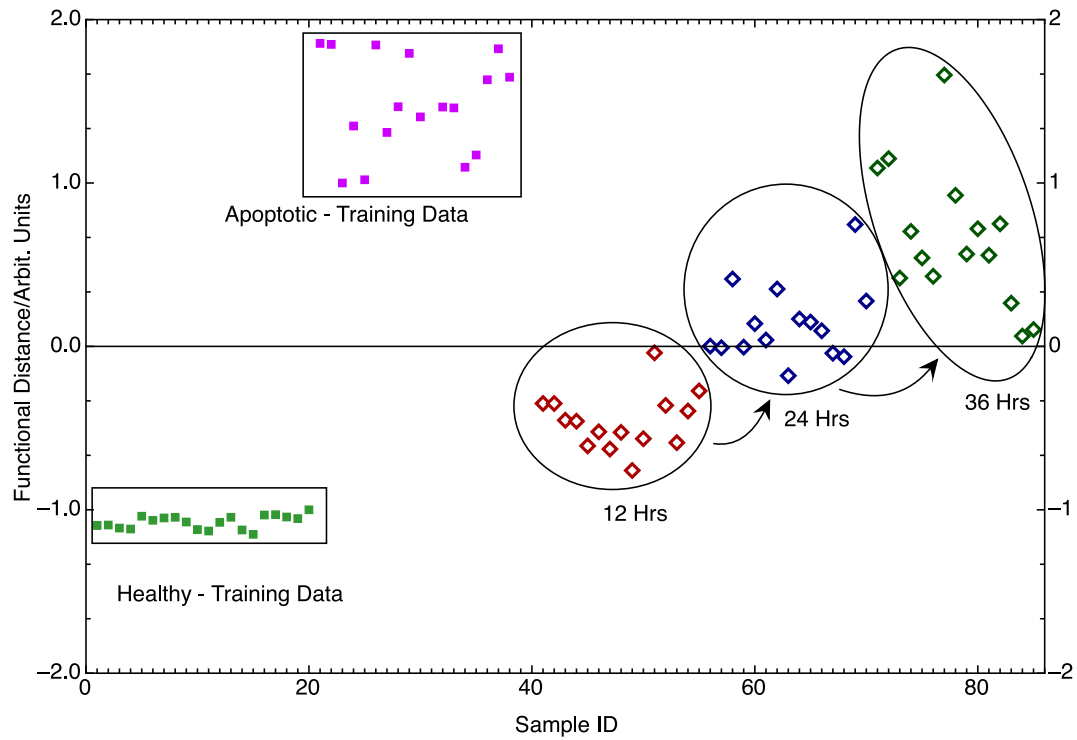 2.0
2
Apoptotic - Training Data
1.0
1
Functional Distance/Arbit. Units
0.0
0
24 Hrs
36 Hrs
12 Hrs
−1.0
−1
Healthy - Training Data
−2.0
−2
0
20
40
60
80
Sample ID